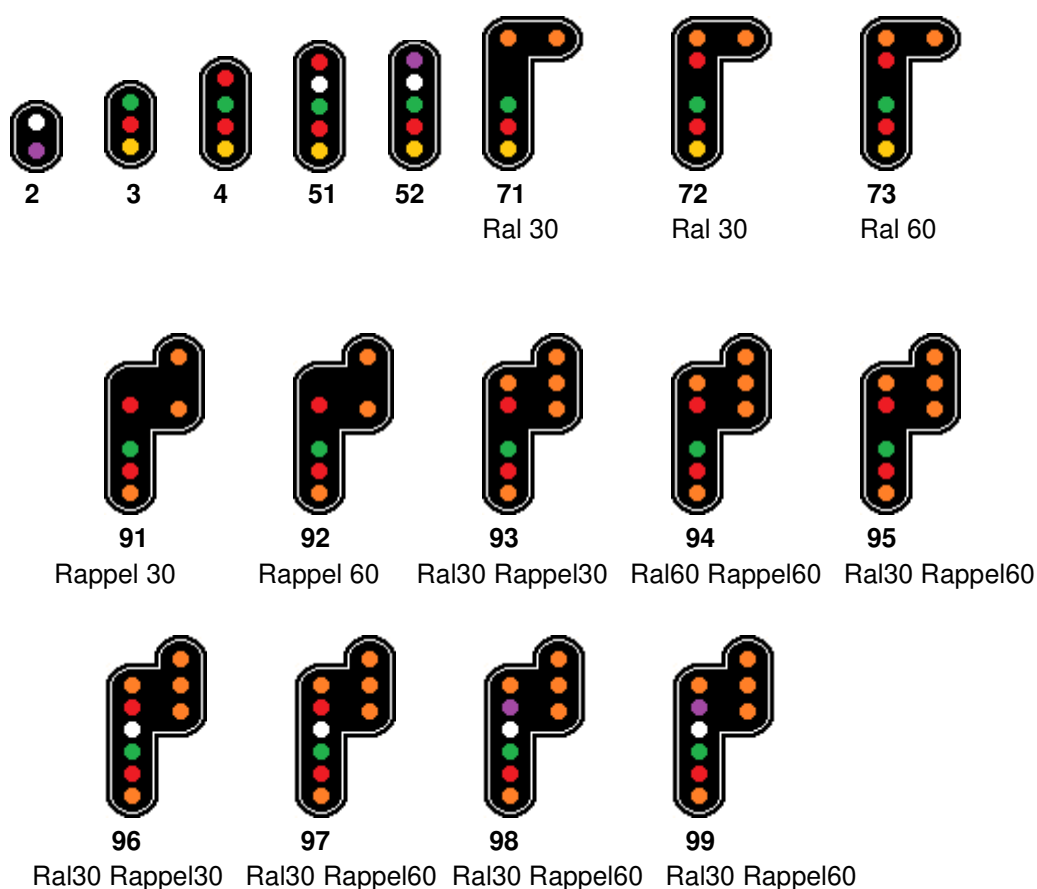 2 3 4 51 52 71 72 73
Ral 30 Ral 30 Ral 60
91 92 93 94 95
Rappel 30 Rappel 60 Ral30 Rappel30 Ral60 Rappel60 Ral30 Rappel60
96 97 98 99
Ral30 Rappel30 Ral30 Rappel60 Ral30 Rappel60 Ral30 Rappel60